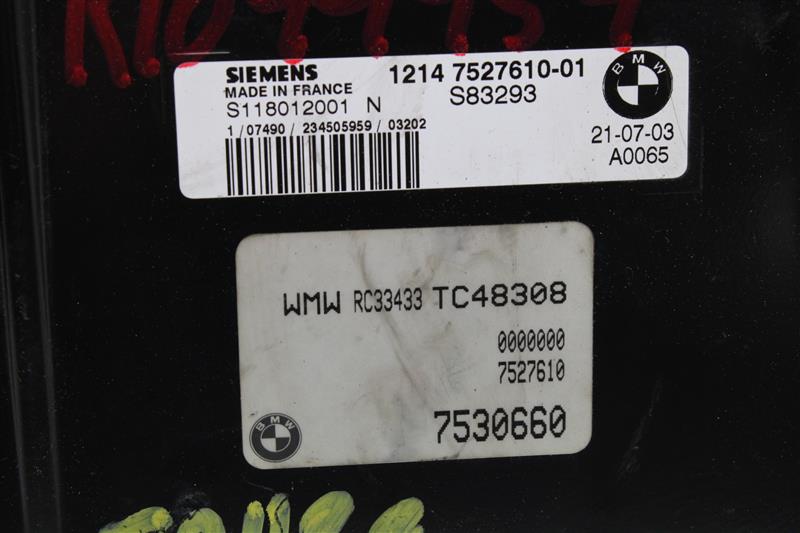 SIEMENS 1214 7527610-01
MADE IN FRANCE
S118012001 N S83293
1/07490/234505959/03202
BMW
21-07-03
A0065
WMW RC33433 TC48308
0000000
7527610
7530660
BMW